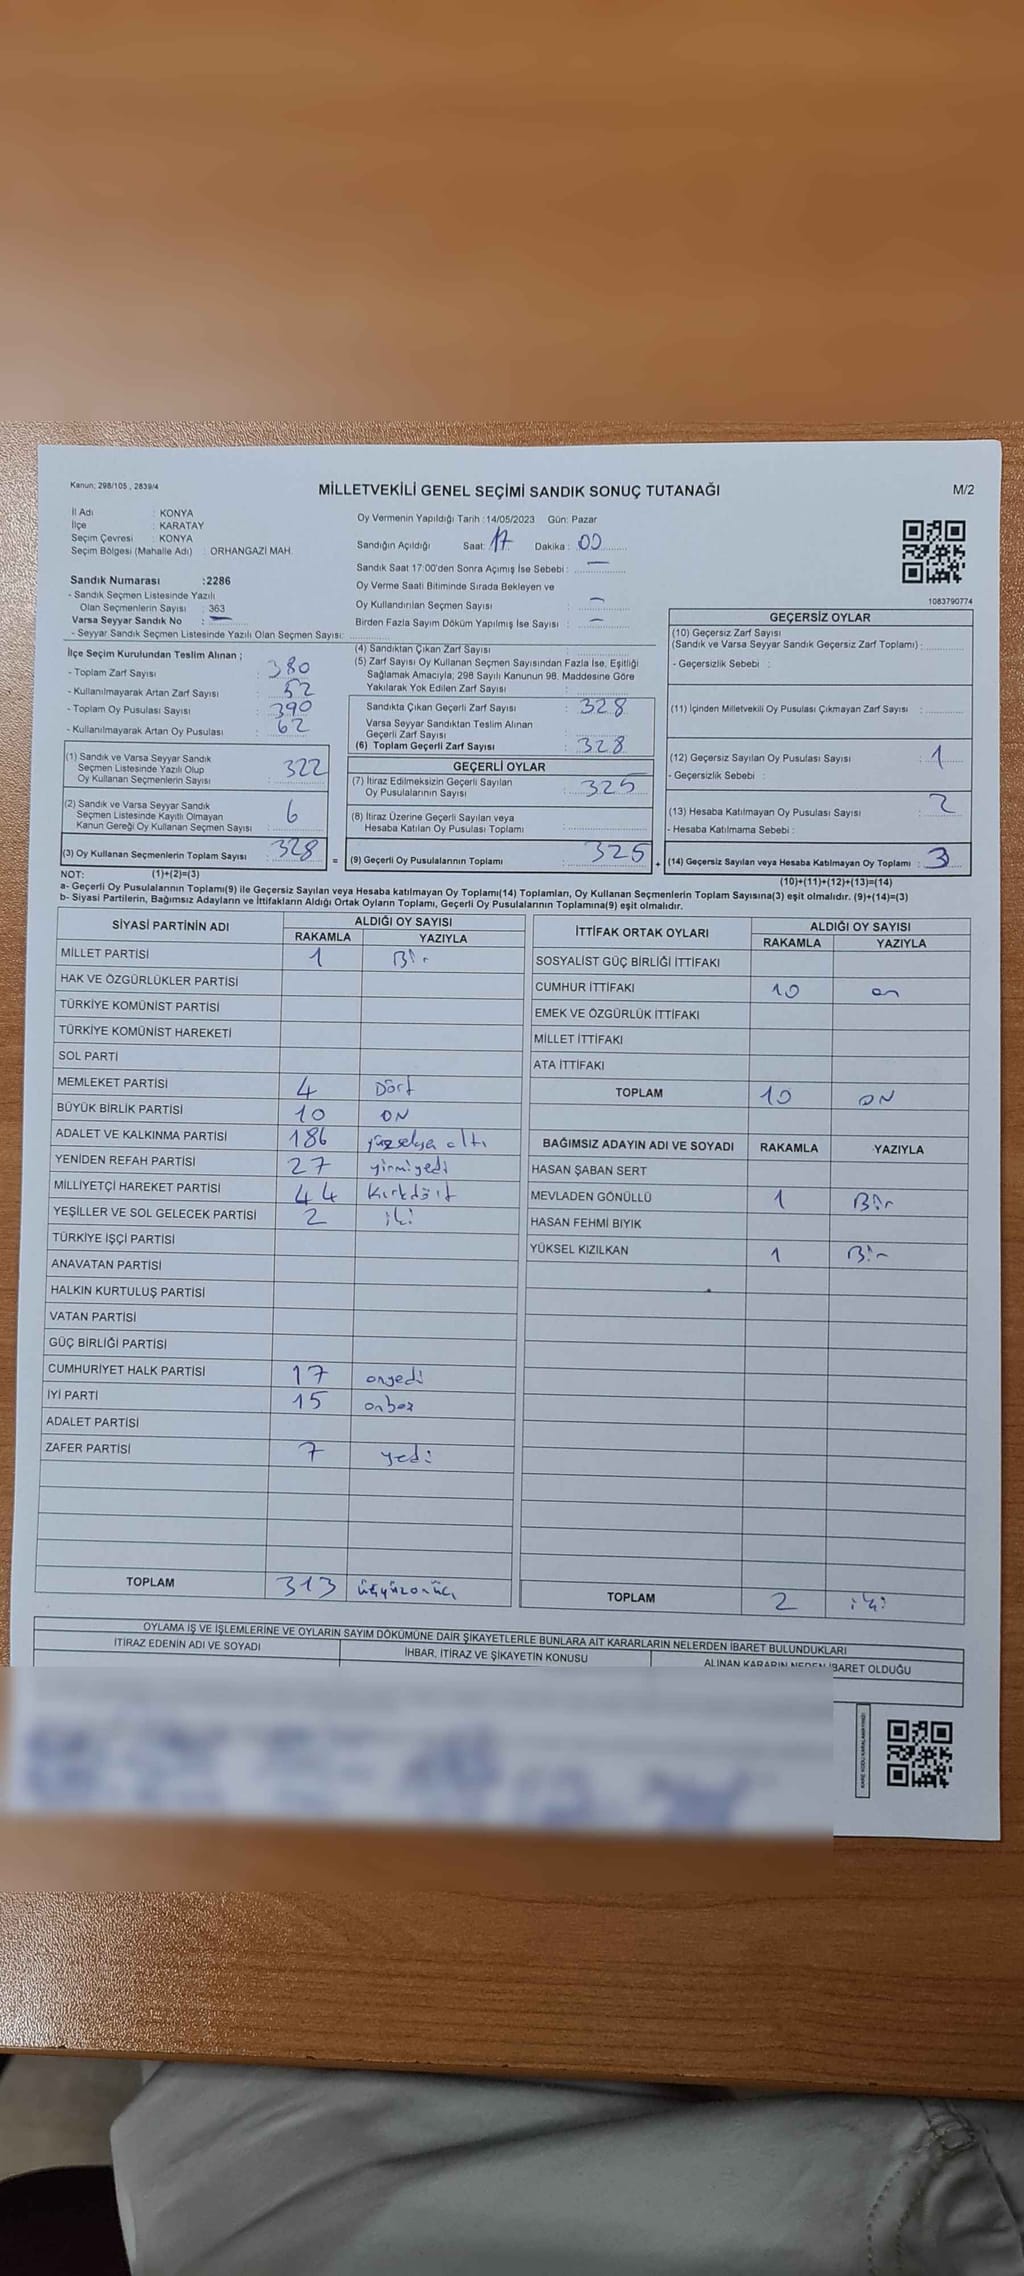 Kanun; 298/105 , 2839/4
MİLLETVEKİLİ GENEL SEÇİMİ SANDIK SONUÇ TUTANAĞI
M/2
İl Adı : KONYA
İlçe : KARATAY
Seçim Çevresi : KONYA
Seçim Bölgesi (Mahalle Adı) : ORHANGAZİ MAH.
Sandık Numarası :2286
- Sandık Seçmen Listesinde Yazılı
Olan Seçmenlerin Sayısı : 363
Varsa Seyyar Sandık No : —
- Seyyar Sandık Seçmen Listesinde Yazılı Olan Seçmen Sayısı:
Oy Vermenin Yapıldığı Tarih :14/05/2023 Gün: Pazar
Sandığın Açıldığı Saat: 17 Dakika : 00
Sandık Saat 17:00'den Sonra Açımış İse Sebebi : —
Oy Verme Saati Bitiminde Sırada Bekleyen ve
Oy Kullandırılan Seçmen Sayısı : —
Birden Fazla Sayım Döküm Yapılmış İse Sayısı : —
1083790774
İlçe Seçim Kurulundan Teslim Alınan ;
- Toplam Zarf Sayısı : 380
- Kullanılmayarak Artan Zarf Sayısı : 52
- Toplam Oy Pusulası Sayısı : 390
- Kullanılmayarak Artan Oy Pusulası : 62
(1) Sandık ve Varsa Seyyar Sandık
Seçmen Listesinde Yazılı Olup
Oy Kullanan Seçmenlerin Sayısı : 322
(2) Sandık ve Varsa Seyyar Sandık
Seçmen Listesinde Kayıtlı Olmayan
Kanun Gereği Oy Kullanan Seçmen Sayısı : 6
(3) Oy Kullanan Seçmenlerin Toplam Sayısı : 328
(4) Sandıktan Çıkan Zarf Sayısı :
(5) Zarf Sayısı Oy Kullanan Seçmen Sayısından Fazla İse, Eşitliği
Sağlamak Amacıyla; 298 Sayılı Kanunun 98. Maddesine Göre
Yakılarak Yok Edilen Zarf Sayısı :
Sandıkta Çıkan Geçerli Zarf Sayısı : 328
Varsa Seyyar Sandıktan Teslim Alınan
Geçerli Zarf Sayısı :
(6) Toplam Geçerli Zarf Sayısı : 328
GEÇERLİ OYLAR
(7) İtiraz Edilmeksizin Geçerli Sayılan
Oy Pusulalarının Sayısı : 325
(8) İtiraz Üzerine Geçerli Sayılan veya
Hesaba Katılan Oy Pusulası Toplamı :
= (9) Geçerli Oy Pusulalarının Toplamı : 325
GEÇERSİZ OYLAR
(10) Geçersiz Zarf Sayısı
(Sandık ve Varsa Seyyar Sandık Geçersiz Zarf Toplamı) :
- Geçersizlik Sebebi :
(11) İçinden Milletvekili Oy Pusulası Çıkmayan Zarf Sayısı :
(12) Geçersiz Sayılan Oy Pusulası Sayısı : 1
- Geçersizlik Sebebi :
(13) Hesaba Katılmayan Oy Pusulası Sayısı : 2
- Hesaba Katılmama Sebebi :
+ (14) Geçersiz Sayılan veya Hesaba Katılmayan Oy Toplamı : 3
NOT: (1)+(2)=(3)
(10)+(11)+(12)+(13)=(14)
a- Geçerli Oy Pusulalarının Toplamı(9) ile Geçersiz Sayılan veya Hesaba katılmayan Oy Toplamı(14) Toplamları, Oy Kullanan Seçmenlerin Toplam Sayısına(3) eşit olmalıdır. (9)+(14)=(3)
b- Siyasi Partilerin, Bağımsız Adayların ve İttifakların Aldığı Ortak Oyların Toplamı, Geçerli Oy Pusulalarının Toplamına(9) eşit olmalıdır.
SİYASİ PARTİNİN ADI ALDIĞI OY SAYISI
RAKAMLA YAZIYLA
MİLLET PARTİSİ 1 Bir
HAK VE ÖZGÜRLÜKLER PARTİSİ
TÜRKİYE KOMÜNİST PARTİSİ
TÜRKİYE KOMÜNİST HAREKETİ
SOL PARTİ
MEMLEKET PARTİSİ 4 Dört
BÜYÜK BİRLİK PARTİSİ 10 ON
ADALET VE KALKINMA PARTİSİ 186 yüzseksen altı
YENİDEN REFAH PARTİSİ 27 yirmiyedi
MİLLİYETÇİ HAREKET PARTİSİ 44 Kırkdört
YEŞİLLER VE SOL GELECEK PARTİSİ 2 iki
TÜRKİYE İŞÇİ PARTİSİ
ANAVATAN PARTİSİ
HALKIN KURTULUŞ PARTİSİ
VATAN PARTİSİ
GÜÇ BİRLİĞİ PARTİSİ
CUMHURİYET HALK PARTİSİ 17 onyedi
İYİ PARTİ 15 onbeş
ADALET PARTİSİ
ZAFER PARTİSİ 7 yedi
TOPLAM 313 üçyüzonüç
İTTİFAK ORTAK OYLARI ALDIĞI OY SAYISI
RAKAMLA YAZIYLA
SOSYALİST GÜÇ BİRLİĞİ İTTİFAKI
CUMHUR İTTİFAKI 10 on
EMEK VE ÖZGÜRLÜK İTTİFAKI
MİLLET İTTİFAKI
ATA İTTİFAKI
TOPLAM 10 ON
BAĞIMSIZ ADAYIN ADI VE SOYADI RAKAMLA YAZIYLA
HASAN ŞABAN SERT
MEVLADEN GÖNÜLLÜ 1 Bir
HASAN FEHMİ BIYIK
YÜKSEL KIZILKAN 1 Bir
TOPLAM 2 iki
OYLAMA İŞ VE İŞLEMLERİNE VE OYLARIN SAYIM DÖKÜMÜNE DAİR ŞİKAYETLERLE BUNLARA AİT KARARLARIN NELERDEN İBARET BULUNDUKLARI
İTİRAZ EDENİN ADI VE SOYADI
İHBAR, İTİRAZ VE ŞİKAYETİN KONUSU
ALINAN KARARIN NEDEN İBARET OLDUĞU
KARE KODU KARALAMAYINIZ!